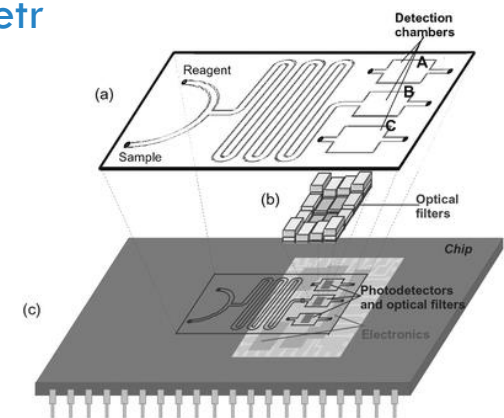 etr
Detection
chambers
A
Reagent
B
(a)
C
Sample
(b)
Optical
filters
Chip
Photodetectors
and optical filters
(c)
Electronics